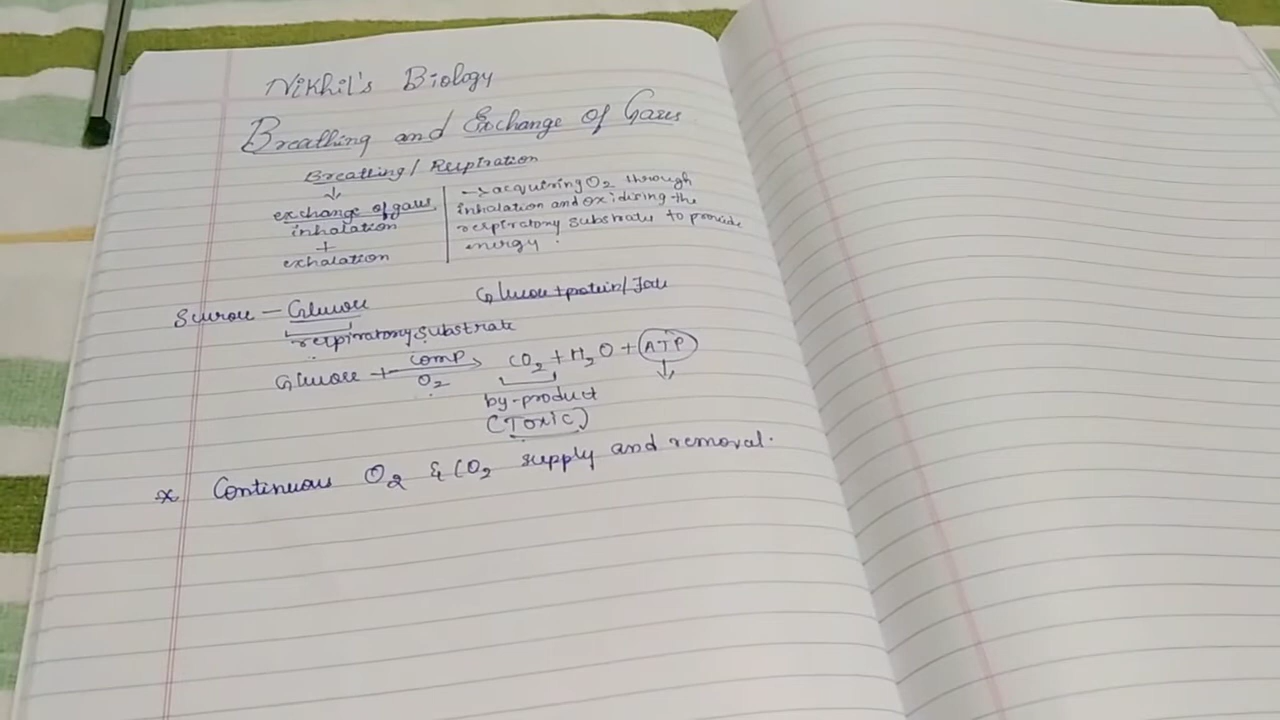 Nikhil's Biology
Breathing and Exchange of Gases
Breathing / Respiration
↓
exchange of gases
inhalation
+
exhalation
→ acquiring O2 through
inhalation and oxidising the
respiratory substrate to provide
energy.
Glucose
Glucose + protein / Fats
respiratory substrate
Glucose + comp O2 → CO2 + H2O + ATP
↓
by-product
(Toxic)
* Continuous O2 & CO2 supply and removal.